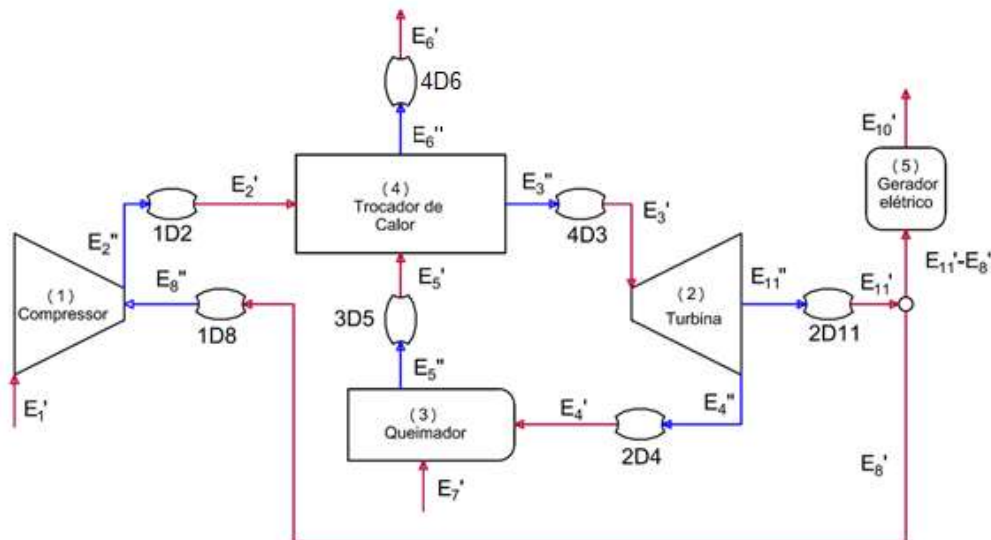 E6'
4D6
E6''
E10'
(5)
Gerador
elétrico
E2'
(4)
Trocador de
Calor
E3''
1D2
4D3
E3'
E2''
E8''
E5'
E11''
E11'
E11'-E8'
(1)
Compressor
1D8
3D5
(2)
Turbina
2D11
E5''
E1'
(3)
Queimador
E4'
E4''
2D4
E8'
E7'